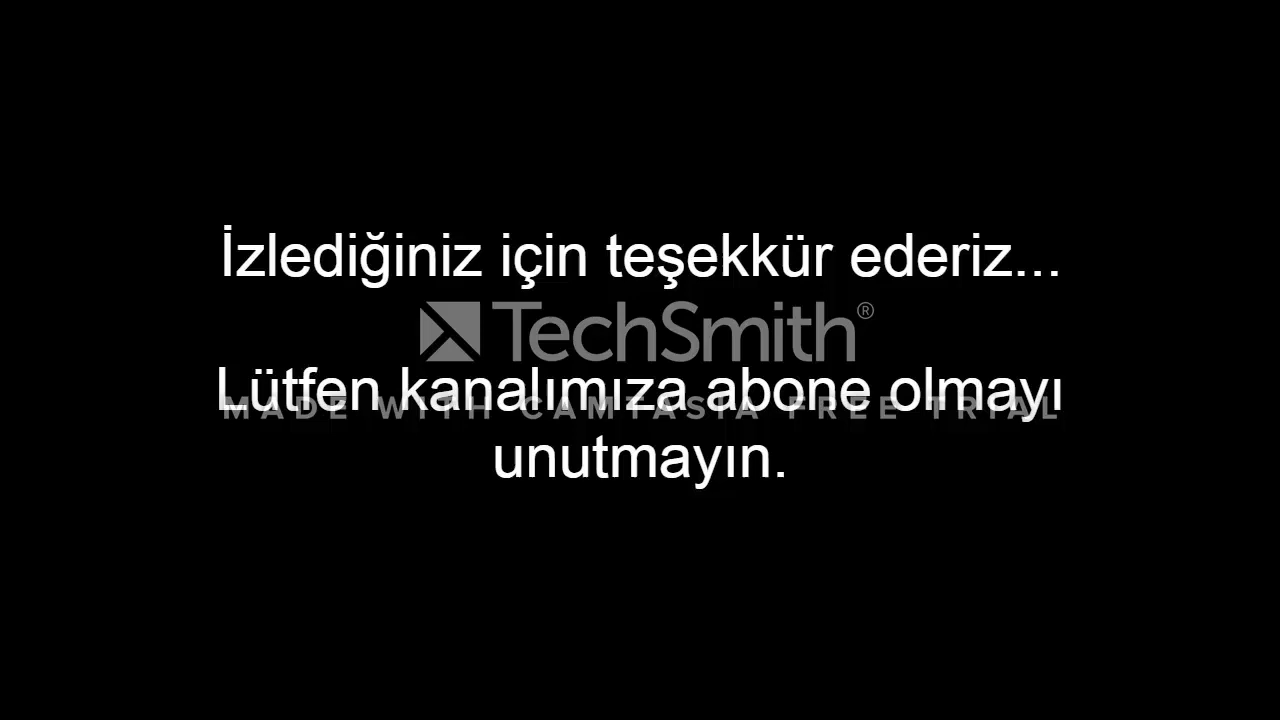 İzlediğiniz için teşekkür ederiz...
TechSmith®
Lütfen kanalımıza abone olmayı
MADE WITH CAMTASIA FREE TRIAL
unutmayın.